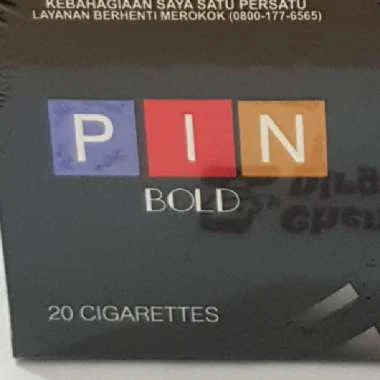 KEBAHAGIAAN SAYA SATU PERSATU
LAYANAN BERHENTI MEROKOK (0800-177-6565)
PIN
BOLD
20 CIGARETTES